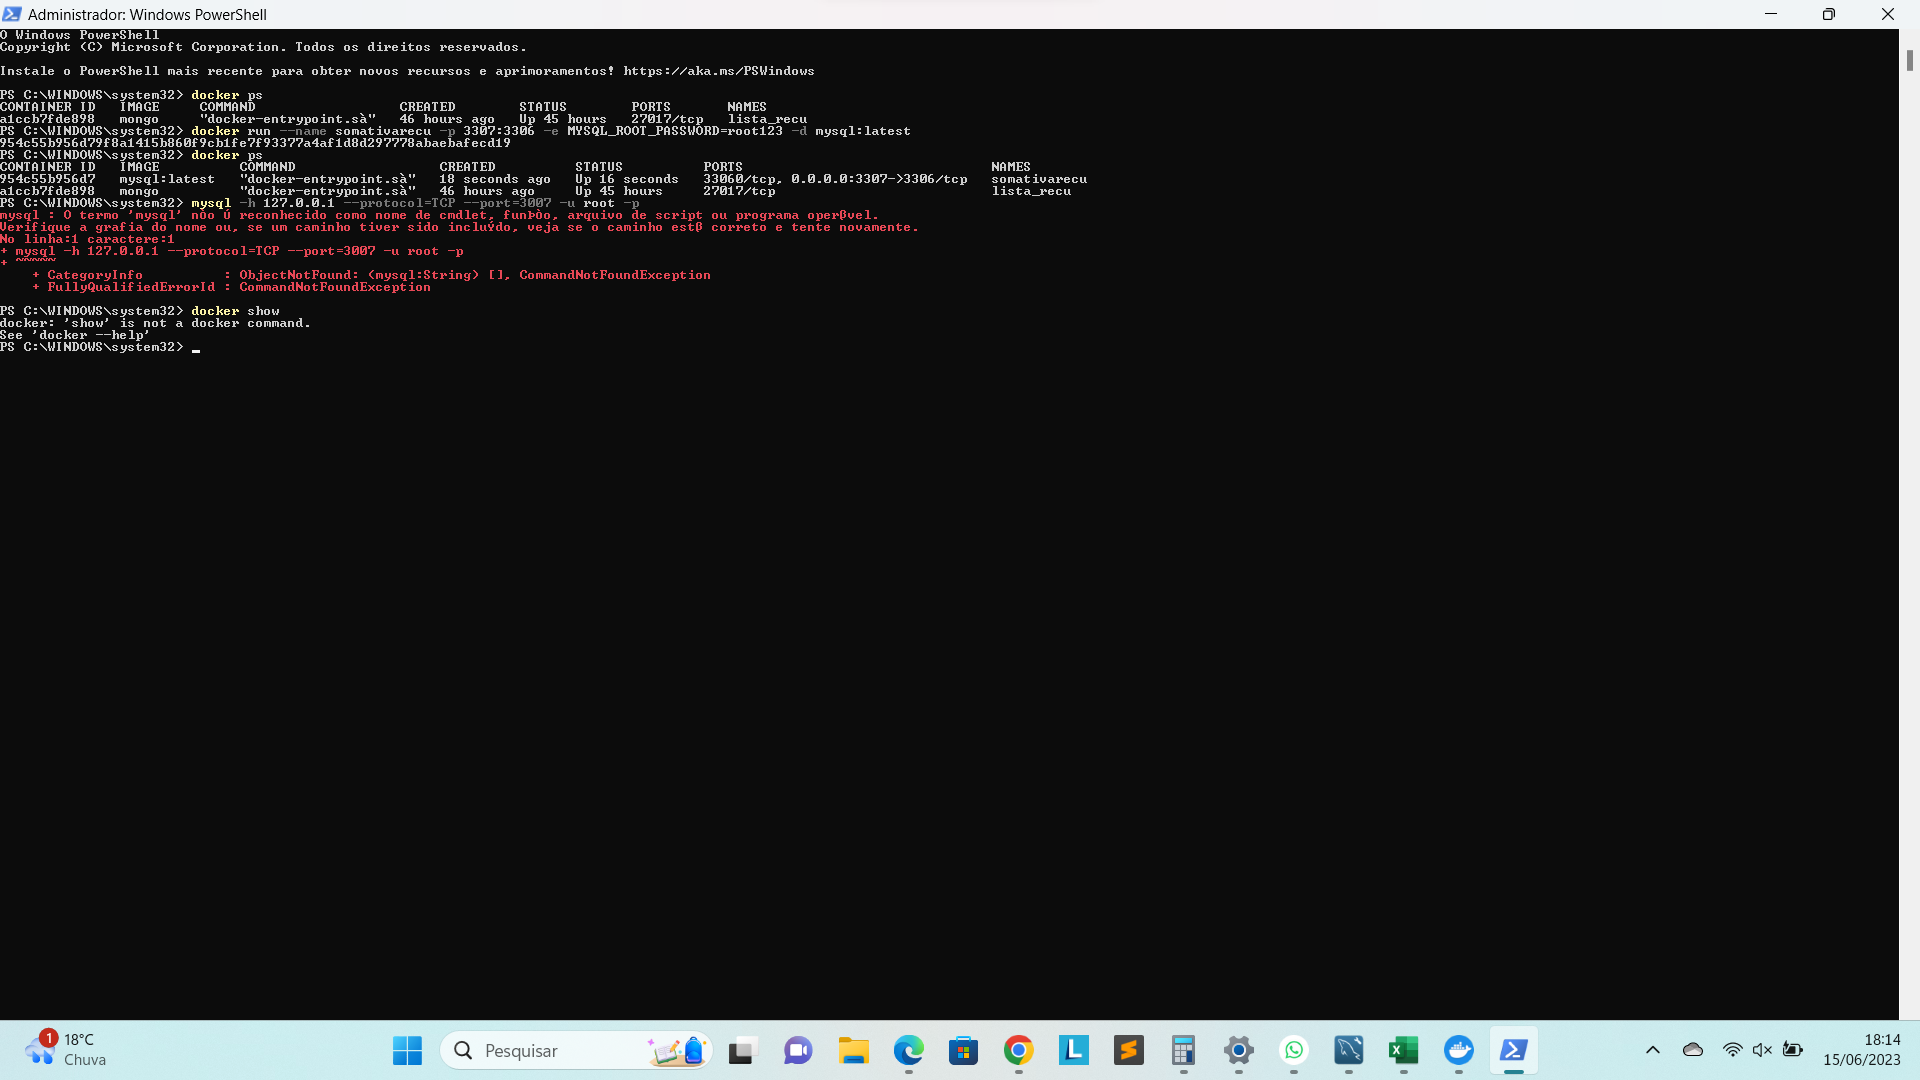 Administrador: Windows PowerShell
O Windows PowerShell
Copyright (C) Microsoft Corporation. Todos os direitos reservados.
Instale o PowerShell mais recente para obter novos recursos e aprimoramentos! https://aka.ms/PSWindows
PS C:\WINDOWS\system32> docker ps
CONTAINER ID   IMAGE     COMMAND                  CREATED        STATUS        PORTS       NAMES
a1ccb7fde898   mongo     "docker-entrypoint.sà"   46 hours ago   Up 45 hours   27017/tcp   lista_recu
PS C:\WINDOWS\system32> docker run --name somativarecu -p 3307:3306 -e MYSQL_ROOT_PASSWORD=root123 -d mysql:latest
954c55b956d79f8a1415b860f9cb1fe7f93377a4af1d8d297778abaebafecd19
PS C:\WINDOWS\system32> docker ps
CONTAINER ID   IMAGE          COMMAND                  CREATED          STATUS          PORTS                               NAMES
954c55b956d7   mysql:latest   "docker-entrypoint.sà"   18 seconds ago   Up 16 seconds   33060/tcp, 0.0.0.0:3307->3306/tcp   somativarecu
a1ccb7fde898   mongo          "docker-entrypoint.sà"   46 hours ago     Up 45 hours     27017/tcp                           lista_recu
PS C:\WINDOWS\system32> mysql -h 127.0.0.1 --protocol=TCP --port=3007 -u root -p
mysql : O termo 'mysql' nÒo Ú reconhecido como nome de cmdlet, funÞÒo, arquivo de script ou programa operßvel.
Verifique a grafia do nome ou, se um caminho tiver sido incluÝdo, veja se o caminho estß correto e tente novamente.
No linha:1 caractere:1
+ mysql -h 127.0.0.1 --protocol=TCP --port=3007 -u root -p
+ ~~~~~
    + CategoryInfo          : ObjectNotFound: (mysql:String) [], CommandNotFoundException
    + FullyQualifiedErrorId : CommandNotFoundException
PS C:\WINDOWS\system32> docker show
docker: 'show' is not a docker command.
See 'docker --help'
PS C:\WINDOWS\system32> _
1
18°C
Chuva
Pesquisar
18:14
15/06/2023